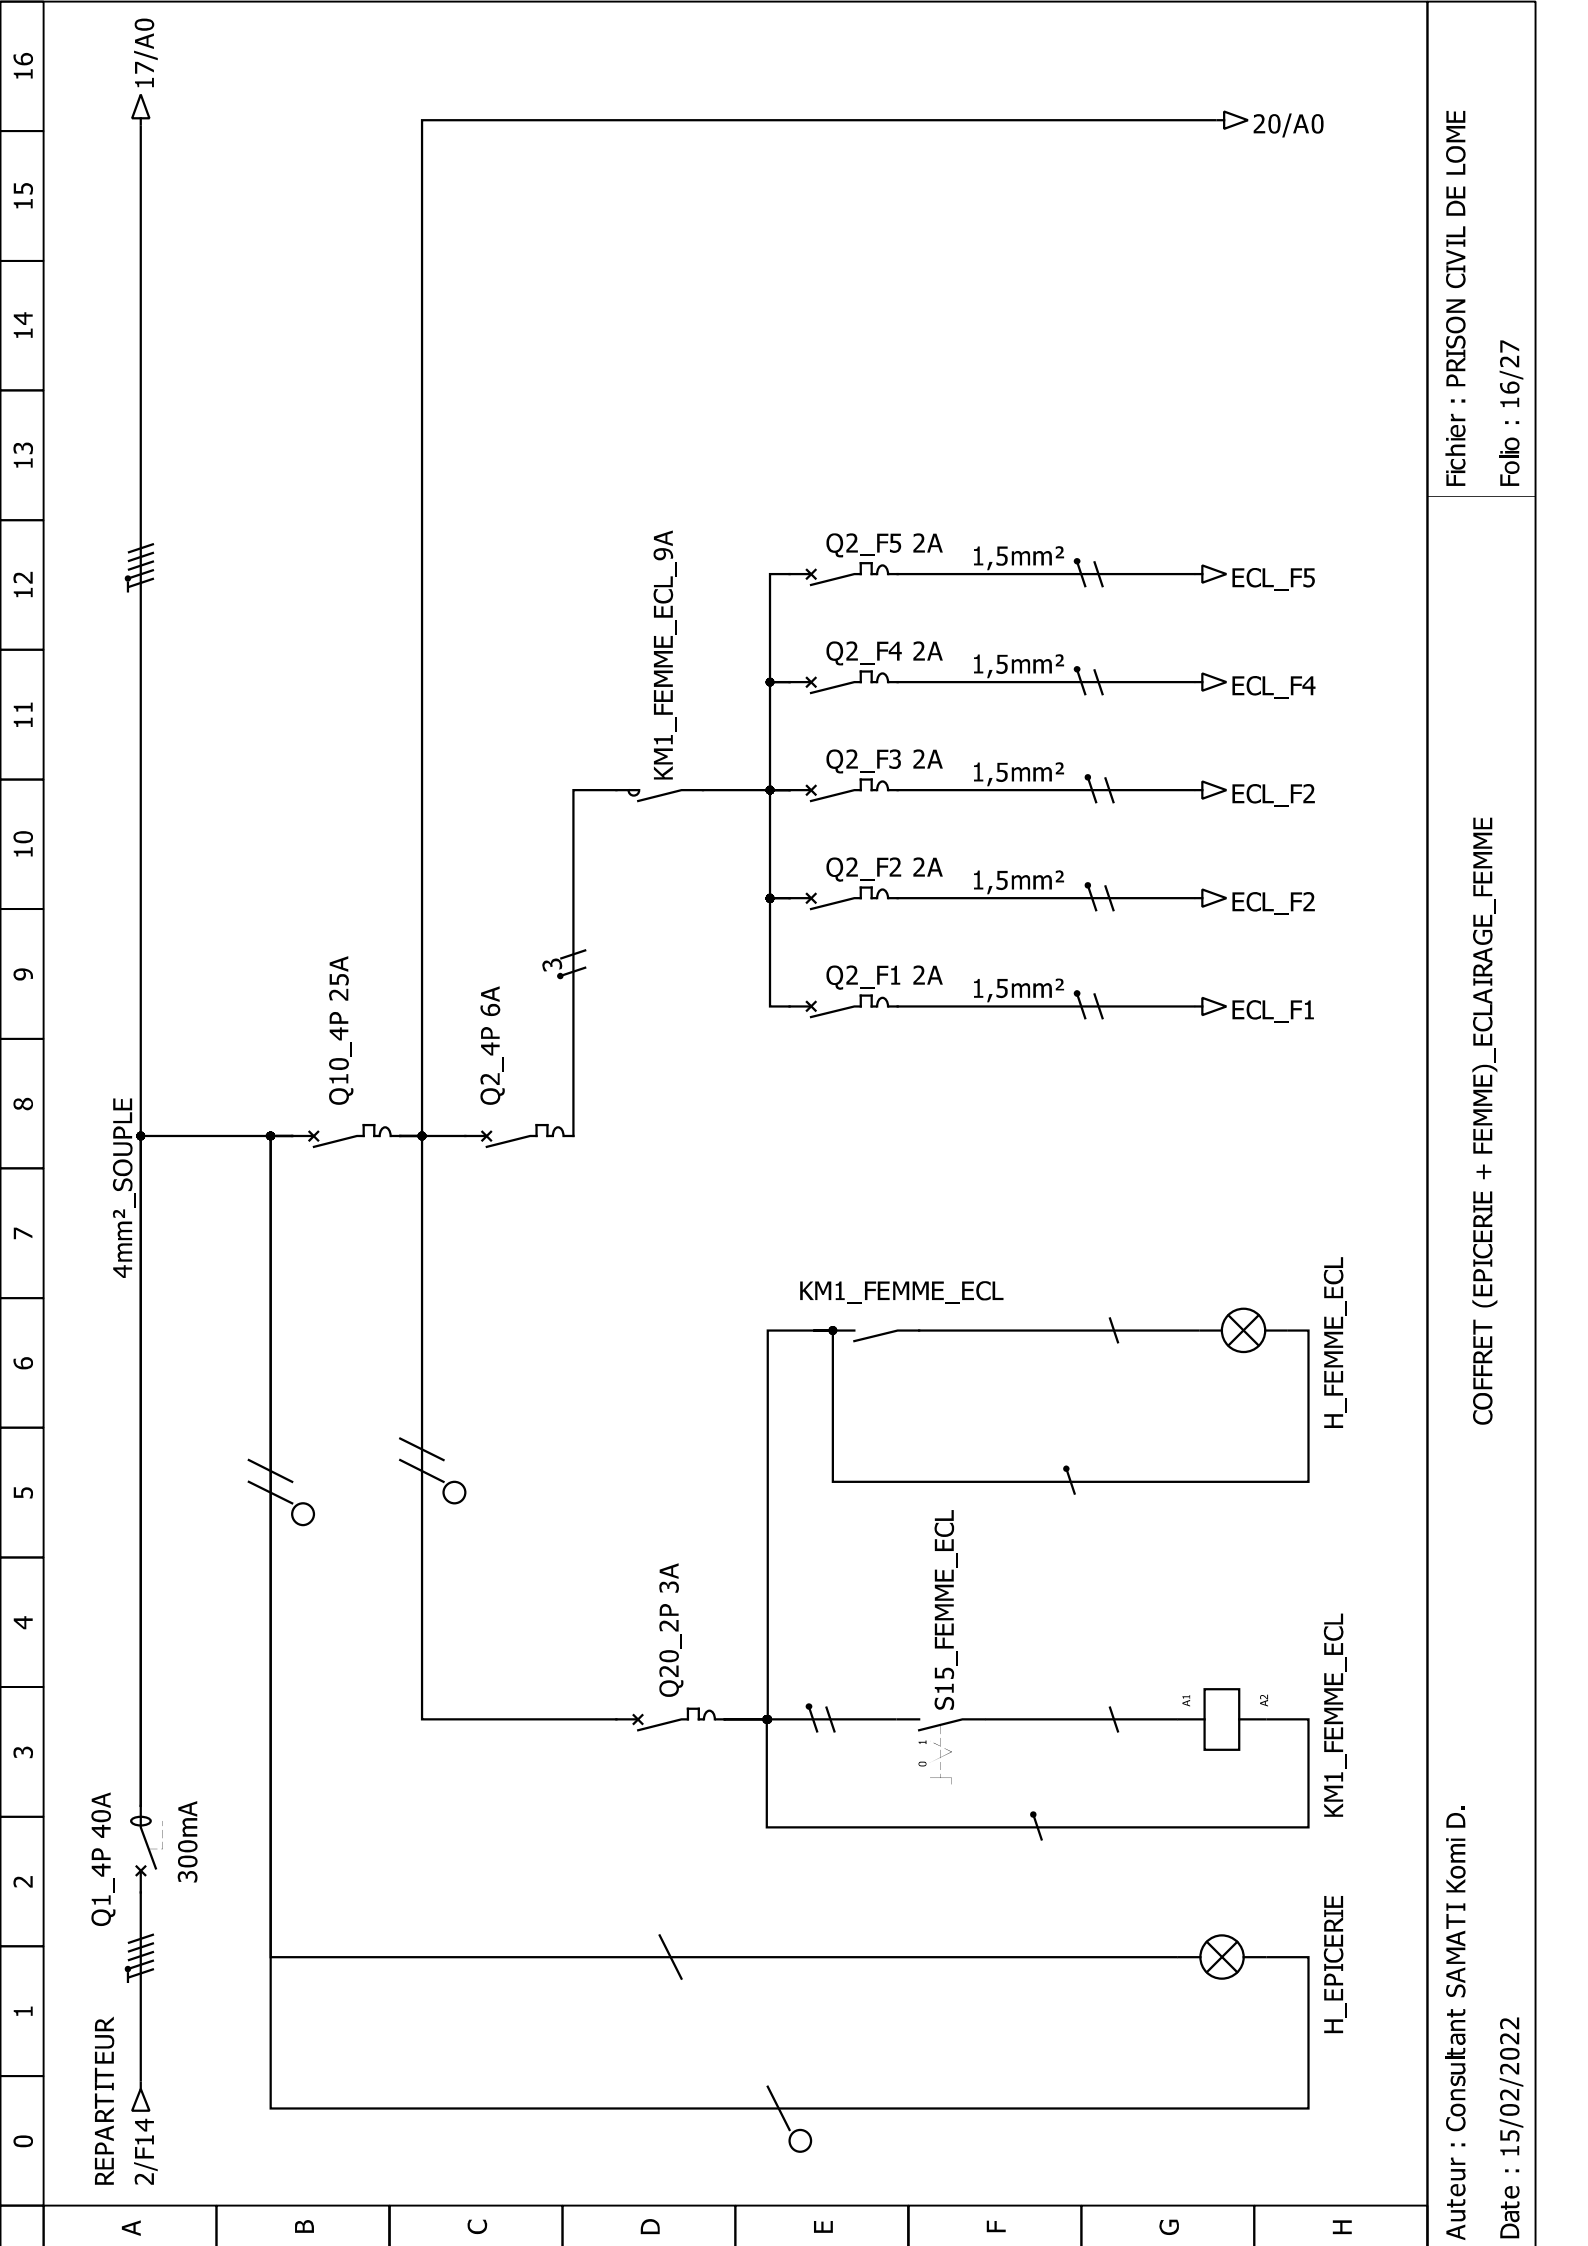 0 1 2 3 4 5 6 7 8 9 10 11 12 13 14 15 16
A
B
C
D
E
F
G
H
REPARTITEUR
2/F14
Q1_4P 40A
300mA
4mm²_SOUPLE
17/A0
Q10_4P 25A
Q2_4P 6A
3
KM1_FEMME_ECL_9A
Q20_2P 3A
Q2_F1 2A
1,5mm²
ECL_F1
Q2_F2 2A
1,5mm²
ECL_F2
Q2_F3 2A
1,5mm²
ECL_F2
Q2_F4 2A
1,5mm²
ECL_F4
Q2_F5 2A
1,5mm²
ECL_F5
20/A0
S15_FEMME_ECL
0 1
A1
A2
KM1_FEMME_ECL
KM1_FEMME_ECL
H_FEMME_ECL
H_EPICERIE
Auteur : Consultant SAMATI Komi D.
Date : 15/02/2022
COFFRET (EPICERIE + FEMME)_ECLAIRAGE_FEMME
Fichier : PRISON CIVIL DE LOME
Folio : 16/27